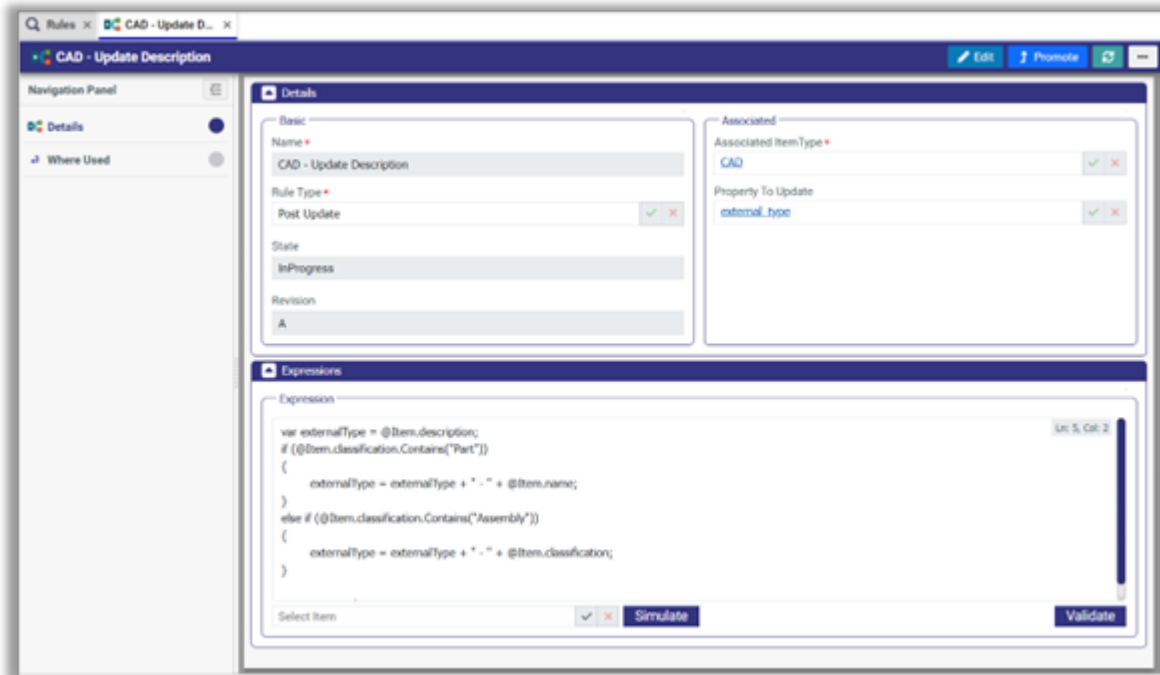 Rules
CAD - Update D...
CAD - Update Description
Edit
Promote
Navigation Panel
Details
Where Used
Details
Basic
Name •
CAD - Update Description
Rule Type •
Post Update
State
InProgress
Revision
A
Associated
Associated ItemType •
CAD
Property To Update
external_type
Expressions
Expression
Ln: 5, Col: 2
var externalType = @Item.description;
if (@Item.classification.Contains("Part"))
{
externalType = externalType + " - " + @Item.name;
}
else if (@Item.classification.Contains("Assembly"))
{
externalType = externalType + " - " + @Item.classification;
}
Select Item
Simulate
Validate